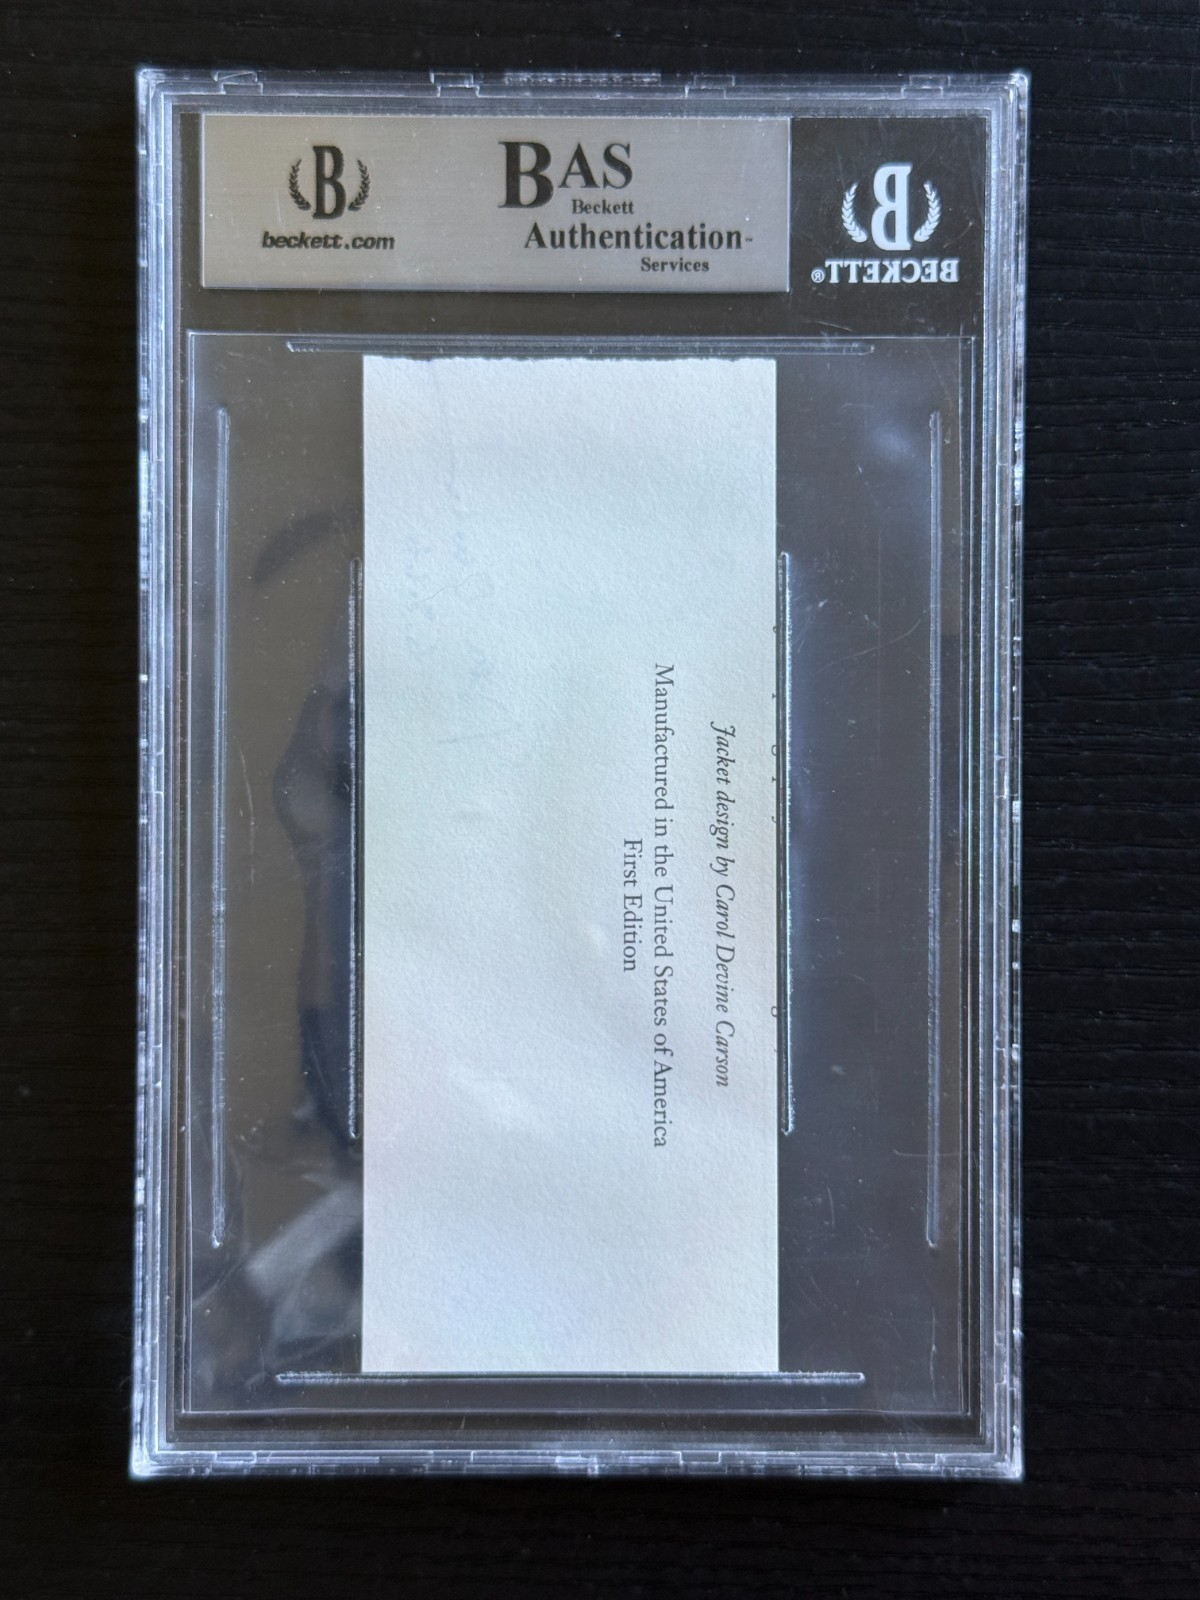 B
beckett.com
BAS
Beckett
Authentication™
Services
B
BECKETT®
Jacket design by Carol Devine Carson
Manufactured in the United States of America
First Edition